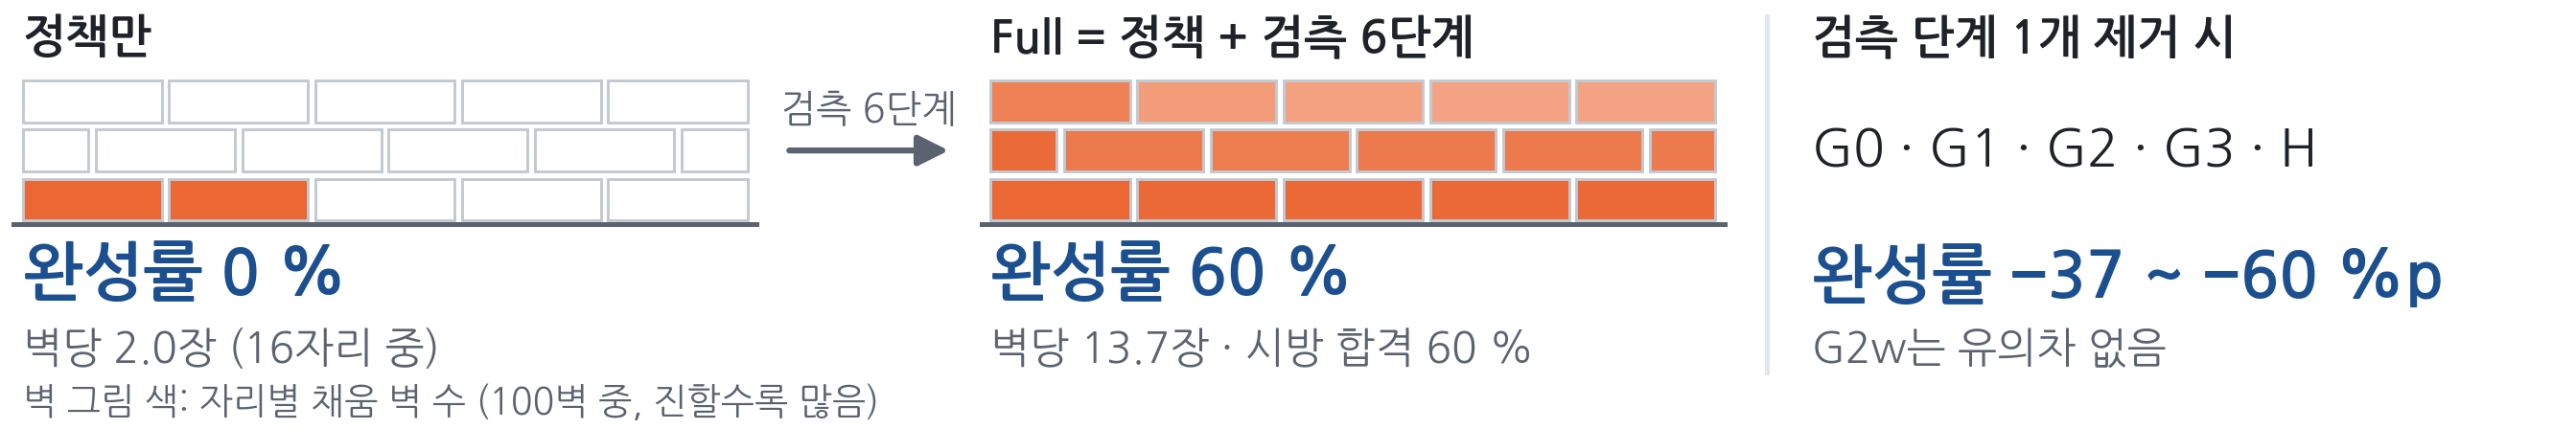 정책만
완성률 0 %
벽당 2.0장 (16자리 중)
벽 그림 색: 자리별 채움 벽 수 (100벽 중, 진할수록 많음)
검측 6단계
Full = 정책 + 검측 6단계
완성률 60 %
벽당 13.7장 · 시방 합격 60 %
검측 단계 1개 제거 시
G0 · G1 · G2 · G3 · H
완성률 −37 ~ −60 %p
G2w는 유의차 없음